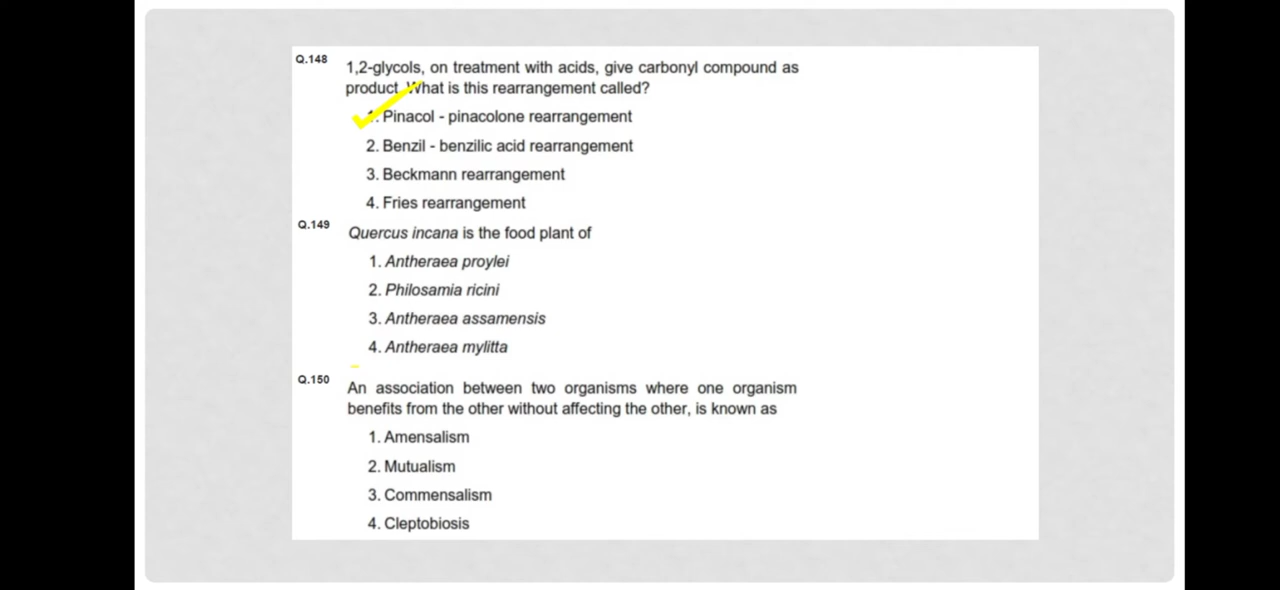 Q.148
1,2-glycols, on treatment with acids, give carbonyl compound as
product. What is this rearrangement called?
1. Pinacol - pinacolone rearrangement
2. Benzil - benzilic acid rearrangement
3. Beckmann rearrangement
4. Fries rearrangement
Q.149
Quercus incana is the food plant of
1. Antheraea proylei
2. Philosamia ricini
3. Antheraea assamensis
4. Antheraea mylitta
Q.150
An association between two organisms where one organism
benefits from the other without affecting the other, is known as
1. Amensalism
2. Mutualism
3. Commensalism
4. Cleptobiosis